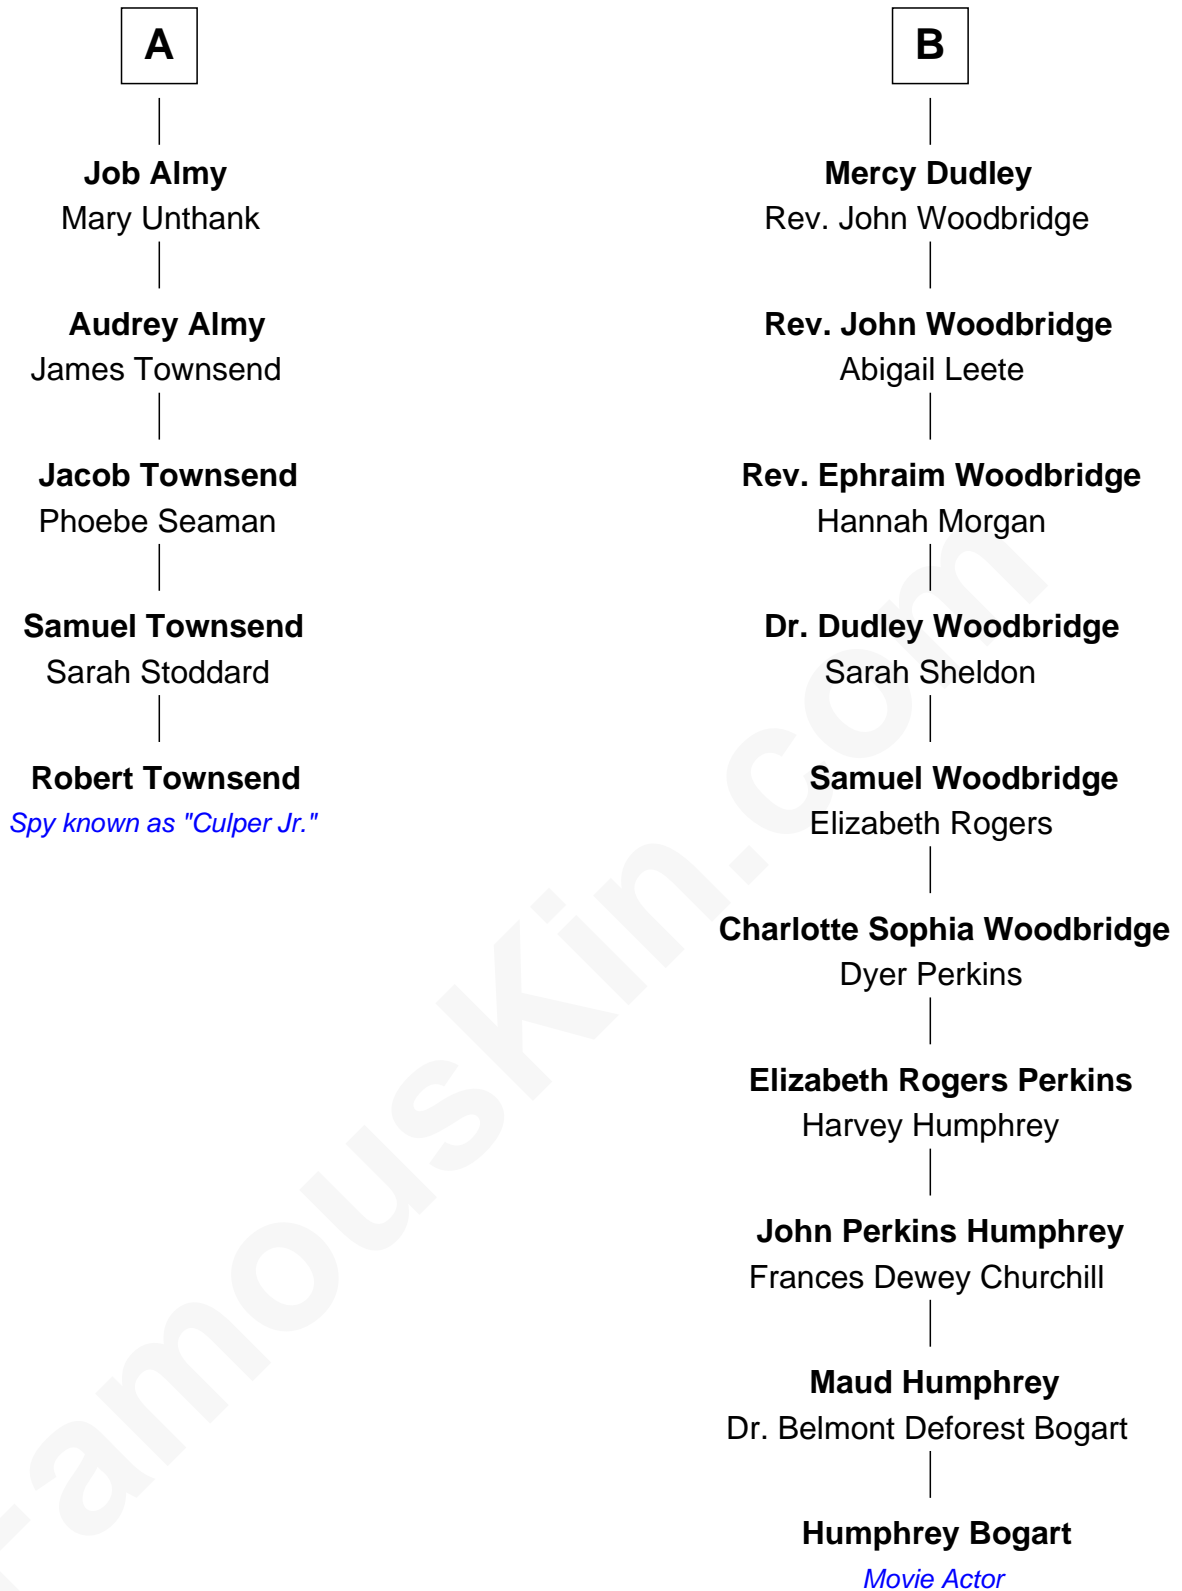 A
Job Almy
Mary Unthank
Audrey Almy
James Townsend
Jacob Townsend
Phoebe Seaman
Samuel Townsend
Sarah Stoddard
Robert Townsend
Spy known as "Culper Jr."
B
Mercy Dudley
Rev. John Woodbridge
Rev. John Woodbridge
Abigail Leete
Rev. Ephraim Woodbridge
Hannah Morgan
Dr. Dudley Woodbridge
Sarah Sheldon
Samuel Woodbridge
Elizabeth Rogers
Charlotte Sophia Woodbridge
Dyer Perkins
Elizabeth Rogers Perkins
Harvey Humphrey
John Perkins Humphrey
Frances Dewey Churchill
Maud Humphrey
Dr. Belmont Deforest Bogart
Humphrey Bogart
Movie Actor
FamousKin.com